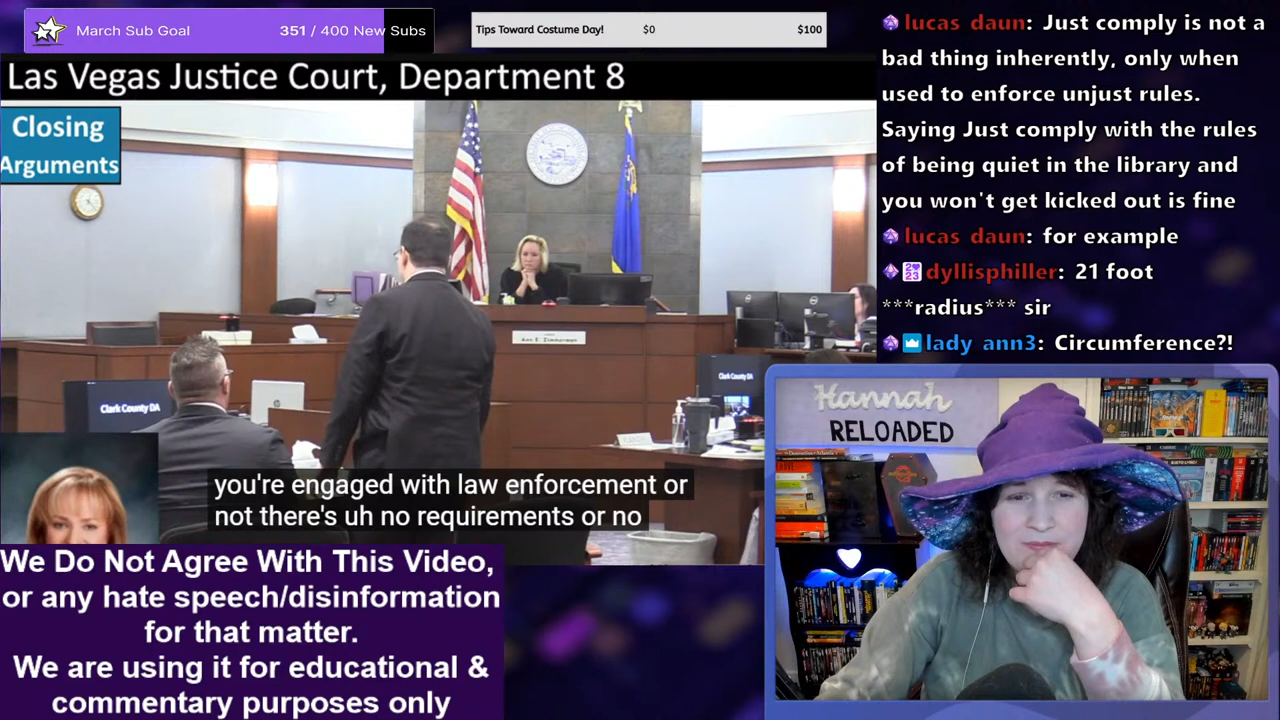 March Sub Goal
351 / 400 New Subs
Tips Toward Costume Day!
$0
$100
Las Vegas Justice Court, Department 8
Closing
Arguments
Clark County DA
Clark County DA
you're engaged with law enforcement or
not there's uh no requirements or no
We Do Not Agree With This Video,
or any hate speech/disinformation
for that matter.
We are using it for educational &
commentary purposes only
lucas daun: Just comply is not a
bad thing inherently, only when
used to enforce unjust rules.
Saying Just comply with the rules
of being quiet in the library and
you won't get kicked out is fine
lucas daun: for example
dyllisphiller: 21 foot
***radius*** sir
lady ann3: Circumference?!
Hannah
RELOADED